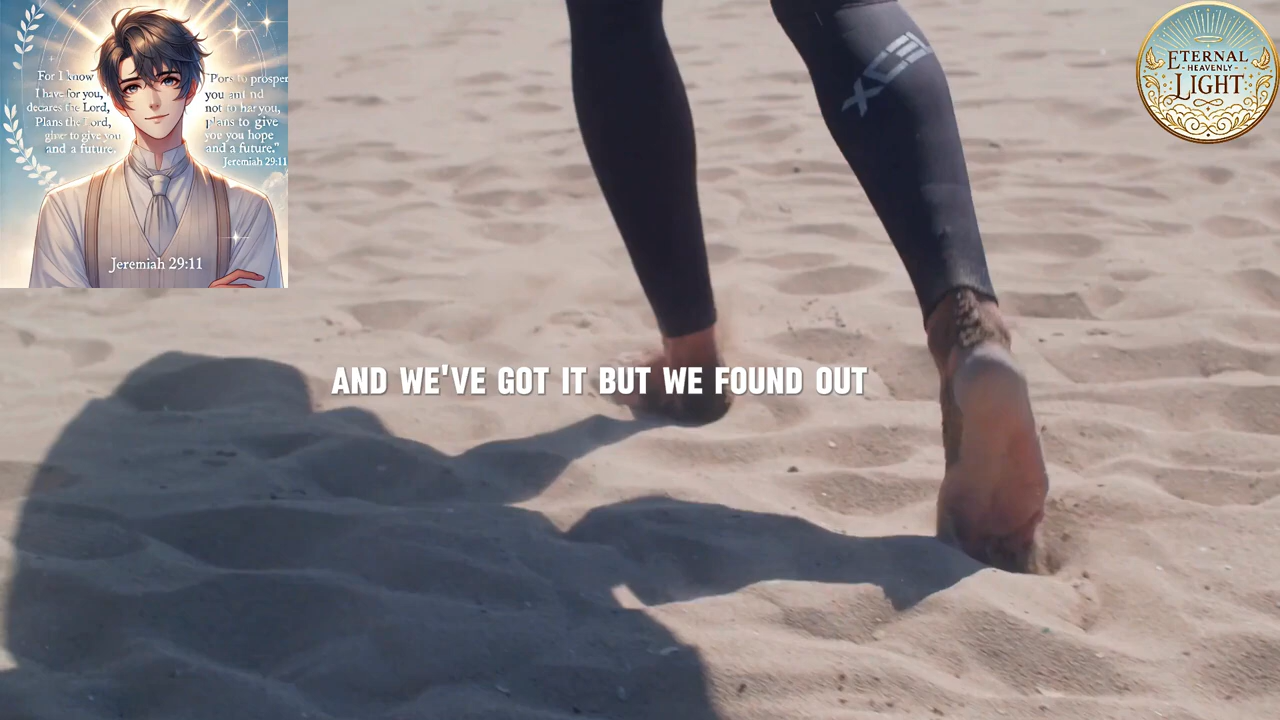 For I know
I have for you,
declares the Lord,
Plans the Lord,
give to give you
and a future.
"Pors to prosper
you ant nd
not to har you,
plans to give
you you hope
and a future."
Jeremiah 29:11
Jeremiah 29:11
ETERNAL
-HEAVENLY-
LIGHT
XCEL
AND WE'VE GOT IT BUT WE FOUND OUT